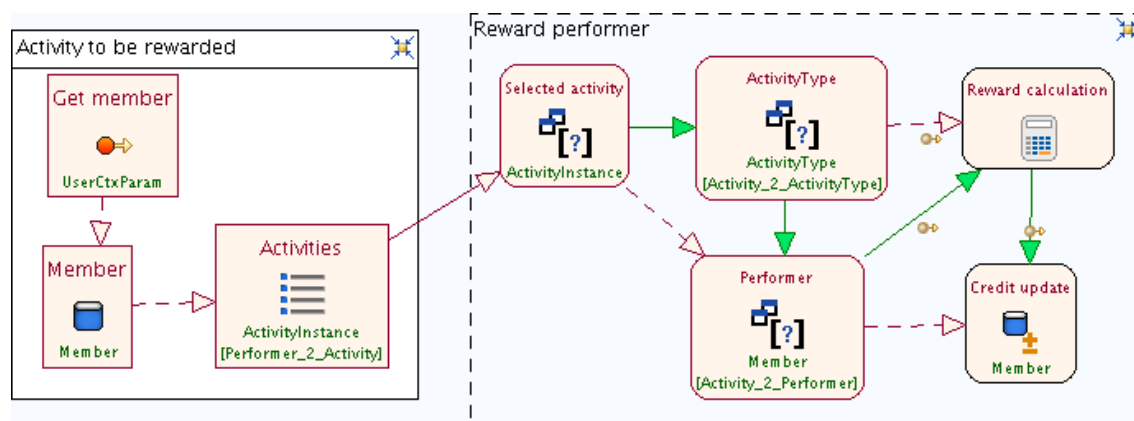 Activity to be rewarded
Get member
UserCtxParam
Member
Member
Activities
ActivityInstance
[Performer_2_Activity]
Reward performer
Selected activity
[?]
ActivityInstance
ActivityType
[?]
ActivityType
[Activity_2_ActivityType]
Reward calculation
Performer
[?]
Member
[Activity_2_Performer]
Credit update
Member